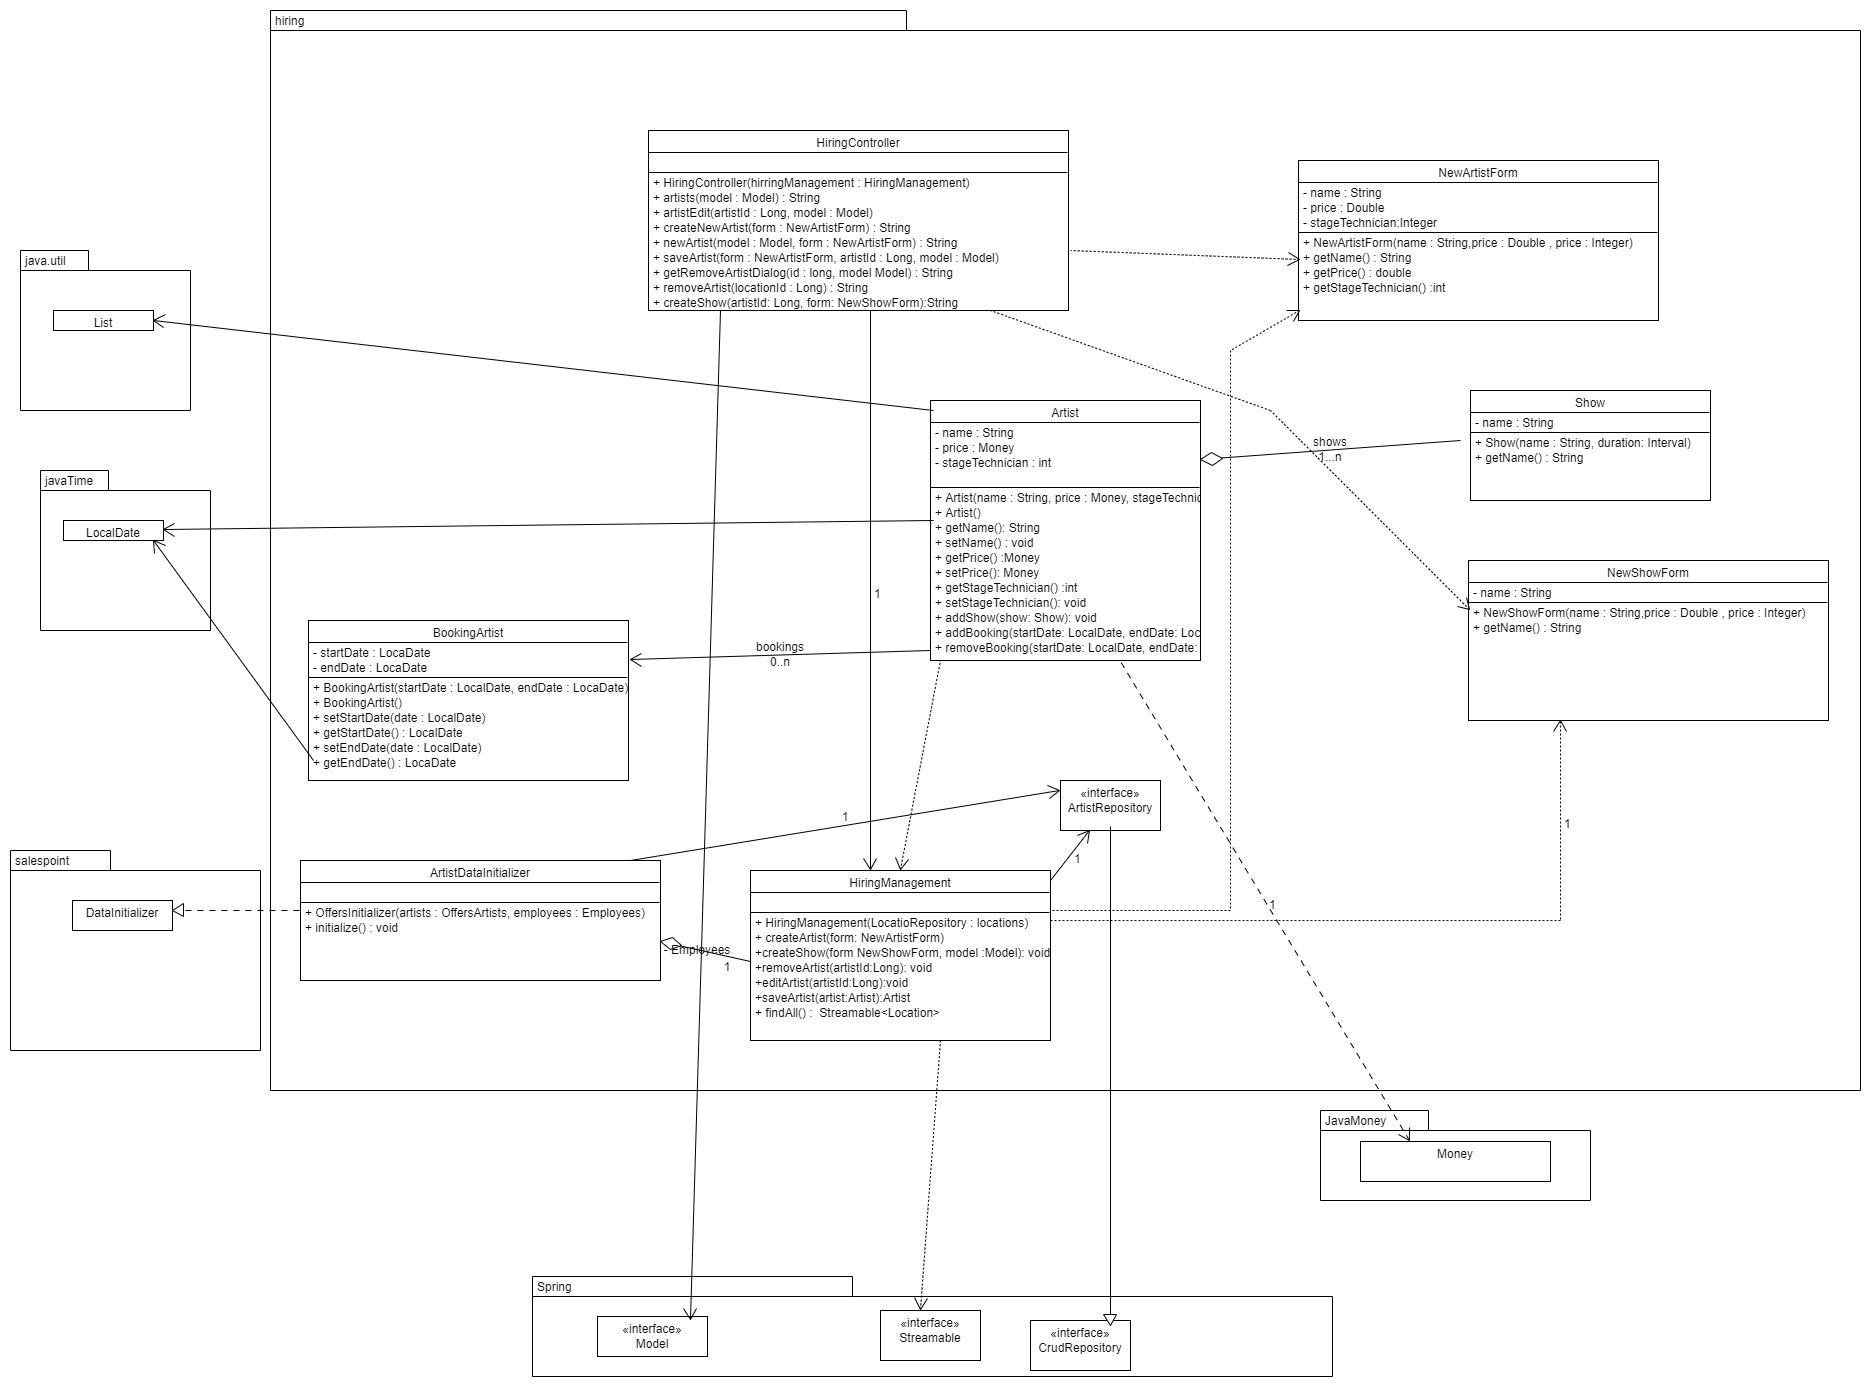 hiring
HiringController
+ HiringController(hirringManagement : HiringManagement)
+ artists(model : Model) : String
+ artistEdit(artistId : Long, model : Model)
+ createNewArtist(form : NewArtistForm) : String
+ newArtist(model : Model, form : NewArtistForm) : String
+ saveArtist(form : NewArtistForm, artistId : Long, model : Model)
+ getRemoveArtistDialog(id : long, model Model) : String
+ removeArtist(locationId : Long) : String
+ createShow(artistId: Long, form: NewShowForm):String
NewArtistForm
- name : String
- price : Double
- stageTechnician:Integer
+ NewArtistForm(name : String,price : Double , price : Integer)
+ getName() : String
+ getPrice() : double
+ getStageTechnician() :int
java.util
List
Artist
- name : String
- price : Money
- stageTechnician : int
+ Artist(name : String, price : Money, stageTechnic
+ Artist()
+ getName(): String
+ setName() : void
+ getPrice() :Money
+ setPrice(): Money
+ getStageTechnician() :int
+ setStageTechnician(): void
+ addShow(show: Show): void
+ addBooking(startDate: LocalDate, endDate: Loc
+ removeBooking(startDate: LocalDate, endDate:
shows
1...n
Show
- name : String
+ Show(name : String, duration: Interval)
+ getName() : String
javaTime
LocalDate
1
NewShowForm
- name : String
+ NewShowForm(name : String,price : Double , price : Integer)
+ getName() : String
BookingArtist
- startDate : LocaDate
- endDate : LocaDate
+ BookingArtist(startDate : LocalDate, endDate : LocaDate)
+ BookingArtist()
+ setStartDate(date : LocalDate)
+ getStartDate() : LocalDate
+ setEndDate(date : LocalDate)
+ getEndDate() : LocaDate
bookings
0..n
«interface»
ArtistRepository
1
1
1
salespoint
DataInitializer
ArtistDataInitializer
+ OffersInitializer(artists : OffersArtists, employees : Employees)
+ initialize() : void
- Employees
1
HiringManagement
+ HiringManagement(LocatioRepository : locations)
+ createArtist(form: NewArtistForm)
+createShow(form NewShowForm, model :Model): void
+removeArtist(artistId:Long): void
+editArtist(artistId:Long):void
+saveArtist(artist:Artist):Artist
+ findAll() : Streamable<Location>
1
JavaMoney
Money
Spring
«interface»
Model
«interface»
Streamable
«interface»
CrudRepository